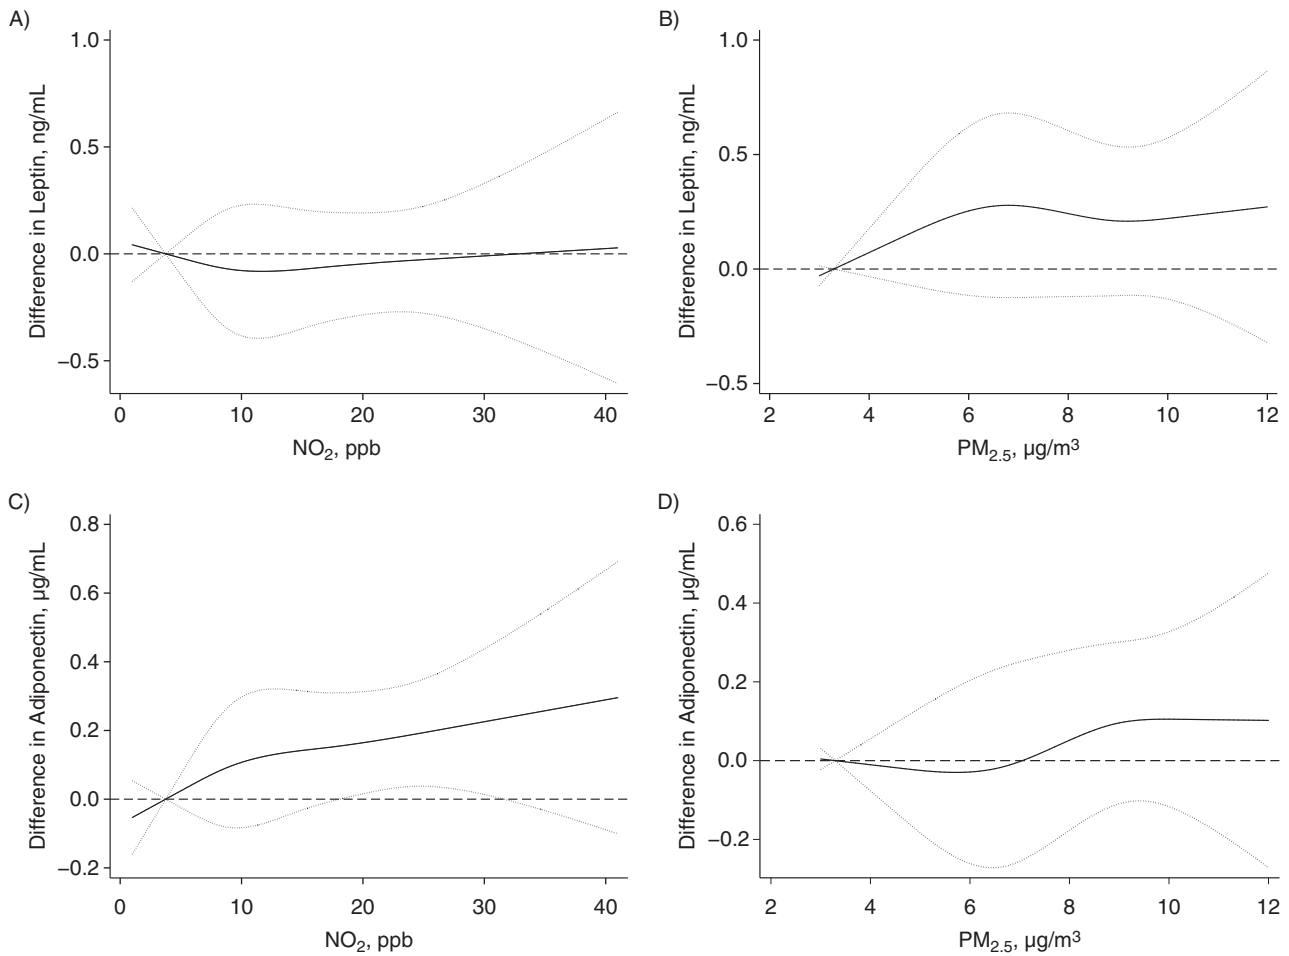 A)
1.0
0.5
0.0
−0.5
Difference in Leptin, ng/mL
0 10 20 30 40
NO2, ppb
B)
1.0
0.5
0.0
−0.5
Difference in Leptin, ng/mL
2 4 6 8 10 12
PM2.5, µg/m³
C)
0.8
0.6
0.4
0.2
0.0
−0.2
Difference in Adiponectin, µg/mL
0 10 20 30 40
NO2, ppb
D)
0.6
0.4
0.2
0.0
−0.2
Difference in Adiponectin, µg/mL
2 4 6 8 10 12
PM2.5, µg/m³